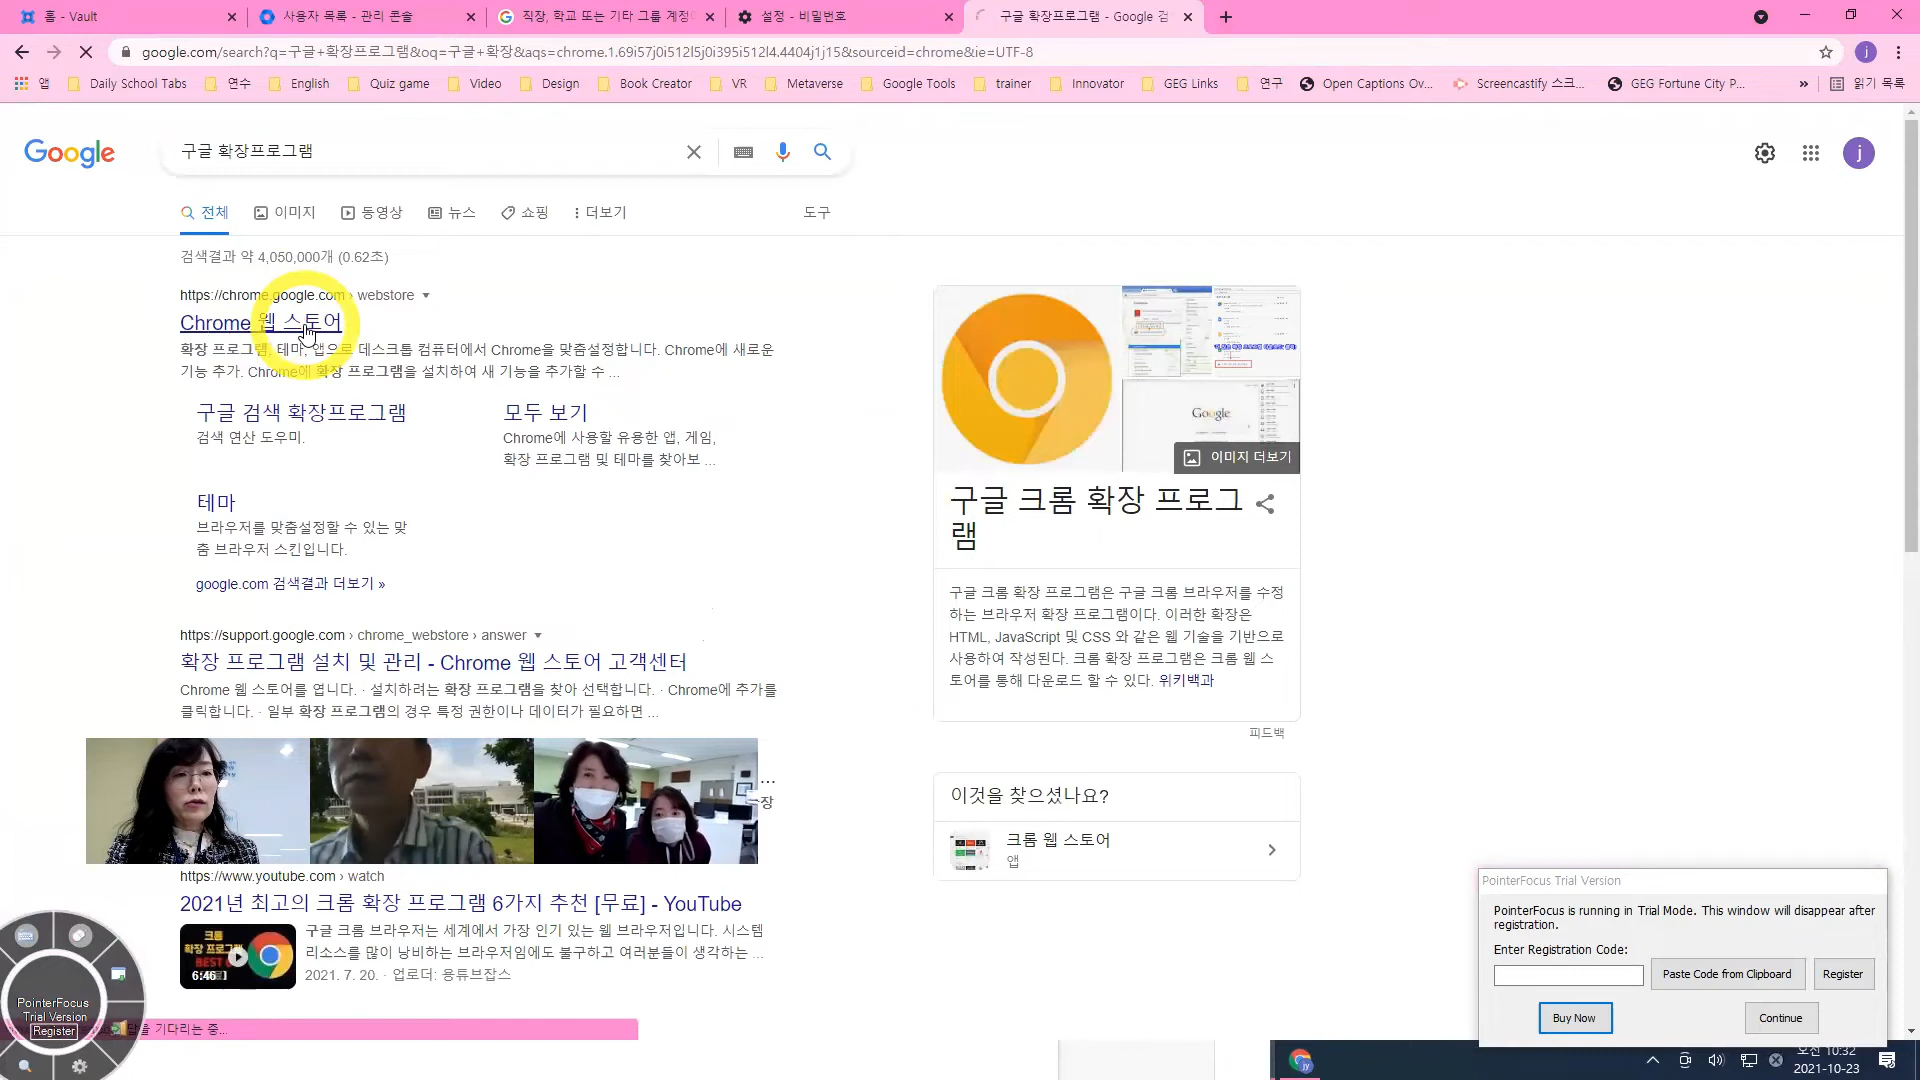 홈 - Vault
사용자 목록 - 관리 콘솔
직장, 학교 또는 기타 그룹 계정
설정 - 비밀번호
구글 확장프로그램 - Google 검
google.com/search?q=구글+확장프로그램&oq=구글+확장&aqs=chrome.1.69i57j0i512l5j0i395i512l4.4404j1j15&sourceid=chrome&ie=UTF-8
j
앱
Daily School Tabs
연수
English
Quiz game
Video
Design
Book Creator
VR
Metaverse
Google Tools
trainer
Innovator
GEG Links
연구
Open Captions Ov...
Screencastify 스크...
GEG Fortune City P...
»
읽기 목록
Google
구글 확장프로그램
j
전체
이미지
동영상
뉴스
쇼핑
더보기
도구
검색결과 약 4,050,000개 (0.62초)
https://chrome.google.com › webstore
Chrome 웹 스토어
확장 프로그램, 테마, 앱으로 데스크톱 컴퓨터에서 Chrome을 맞춤설정합니다. Chrome에 새로운
기능 추가. Chrome에 확장 프로그램을 설치하여 새 기능을 추가할 수 ...
구글 검색 확장프로그램
검색 연산 도우미.
모두 보기
Chrome에 사용할 유용한 앱, 게임,
확장 프로그램 및 테마를 찾아보 ...
테마
브라우저를 맞춤설정할 수 있는 맞
춤 브라우저 스킨입니다.
google.com 검색결과 더보기 »
https://support.google.com › chrome_webstore › answer
확장 프로그램 설치 및 관리 - Chrome 웹 스토어 고객센터
Chrome 웹 스토어를 엽니다. · 설치하려는 확장 프로그램을 찾아 선택합니다. · Chrome에 추가를
클릭합니다. · 일부 확장 프로그램의 경우 특정 권한이나 데이터가 필요하면 ...
...
장
https://www.youtube.com › watch
2021년 최고의 크롬 확장 프로그램 6가지 추천 [무료] - YouTube
크롬
확장 프로그램
BEST
6:46
구글 크롬 브라우저는 세계에서 가장 인기 있는 웹 브라우저입니다. 시스템
리소스를 많이 낭비하는 브라우저임에도 불구하고 여러분들이 생각하는 ...
2021. 7. 20. · 업로더: 용튜브잡스
Google
이미지 더보기
구글 크롬 확장 프로그
램
구글 크롬 확장 프로그램은 구글 크롬 브라우저를 수정
하는 브라우저 확장 프로그램이다. 이러한 확장은
HTML, JavaScript 및 CSS 와 같은 웹 기술을 기반으로
사용하여 작성된다. 크롬 확장 프로그램은 크롬 웹 스
토어를 통해 다운로드 할 수 있다. 위키백과
피드백
이것을 찾으셨나요?
크롬 웹 스토어
앱
PointerFocus Trial Version
PointerFocus is running in Trial Mode. This window will disappear after
registration.
Enter Registration Code:
Paste Code from Clipboard
Register
Buy Now
Continue
PointerFocus
Trial Version
Register
답을 기다리는 중...
jy
오전 10:32
2021-10-23